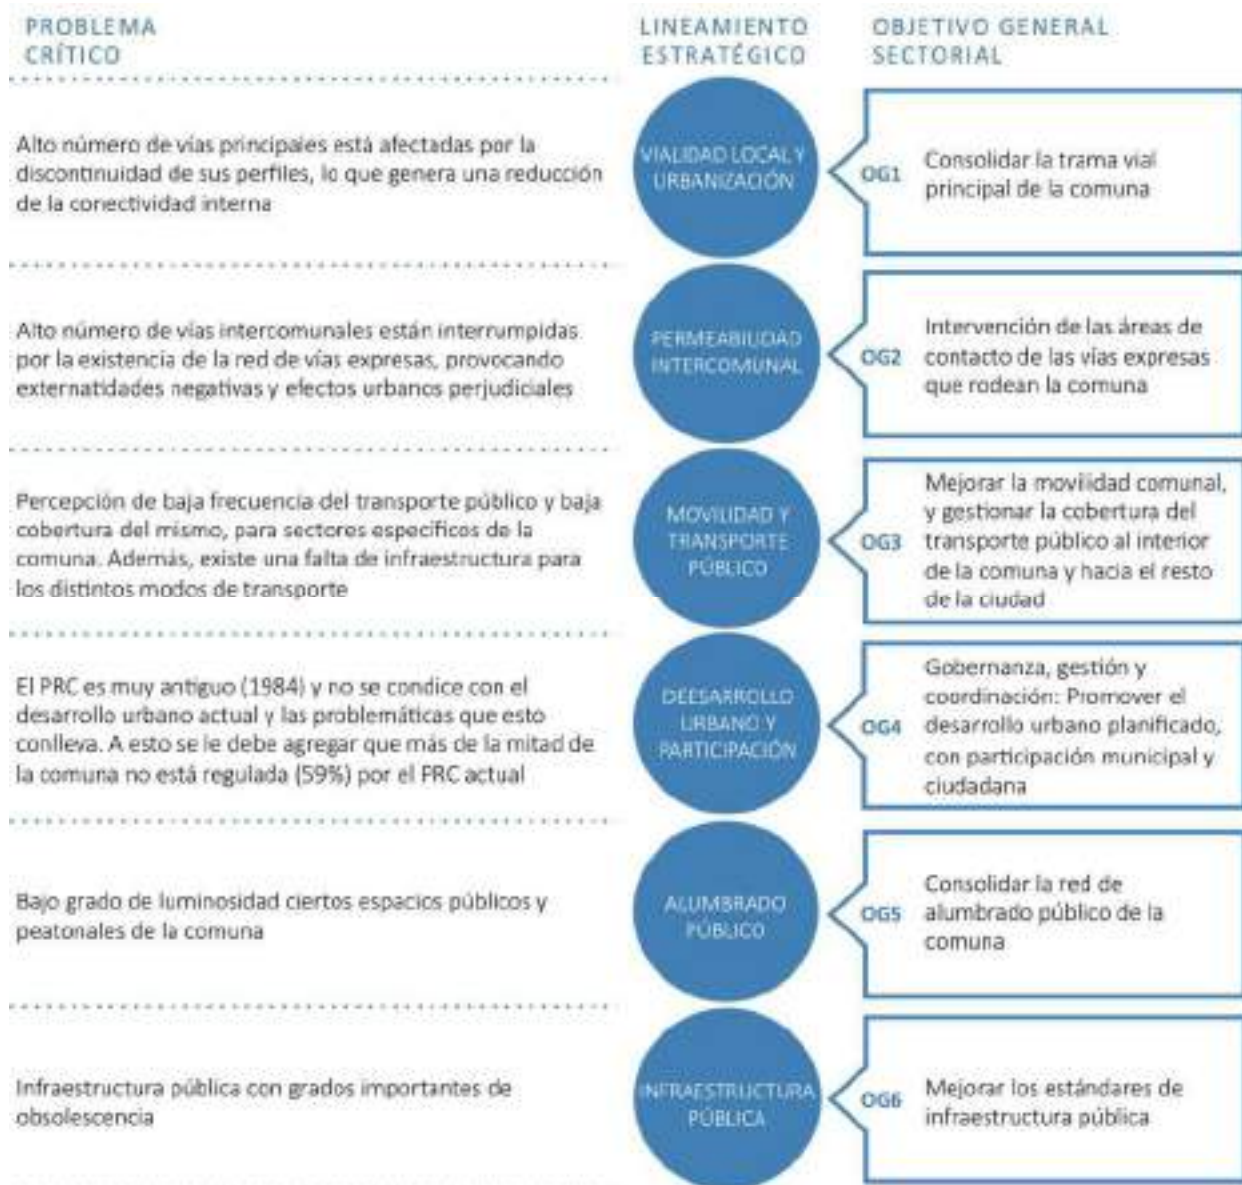 PROBLEMA
CRÍTICO
LINEAMIENTO
ESTRATÉGICO
OBJETIVO GENERAL
SECTORIAL
Alto número de vías principales está afectadas por la
discontinuidad de sus perfiles, lo que genera una reducción
de la conectividad interna
VIALIDAD LOCAL Y
URBANIZACIÓN
OG1
Consolidar la trama vial
principal de la comuna
Alto número de vías intercomunales están interrumpidas
por la existencia de la red de vías expresas, provocando
externatidades negativas y efectos urbanos perjudiciales
PERMEABILIDAD
INTERCOMUNAL
OG2
Intervención de las áreas de
contacto de las vías expresas
que rodean la comuna
Percepción de baja frecuencia del transporte público y baja
cobertura del mismo, para sectores específicos de la
comuna. Además, existe una falta de infraestructura para
los distintos modos de transporte
MOVILIDAD Y
TRANSPORTE
PÚBLICO
OG3
Mejorar la movilidad comunal,
y gestionar la cobertura del
transporte público al interior
de la comuna y hacia el resto
de la ciudad
El PRC es muy antiguo (1984) y no se condice con el
desarrollo urbano actual y las problemáticas que esto
conlleva. A esto se le debe agregar que más de la mitad de
la comuna no está regulada (59%) por el PRC actual
DEESARROLLO
URBANO Y
PARTICIPACIÓN
OG4
Gobernanza, gestión y
coordinación: Promover el
desarrollo urbano planificado,
con participación municipal y
ciudadana
Bajo grado de luminosidad ciertos espacios públicos y
peatonales de la comuna
ALUMBRADO
PÚBLICO
OG5
Consolidar la red de
alumbrado público de la
comuna
Infraestructura pública con grados importantes de
obsolescencia
INFRAESTRUCTURA
PÚBLICA
OG6
Mejorar los estándares de
infraestructura pública